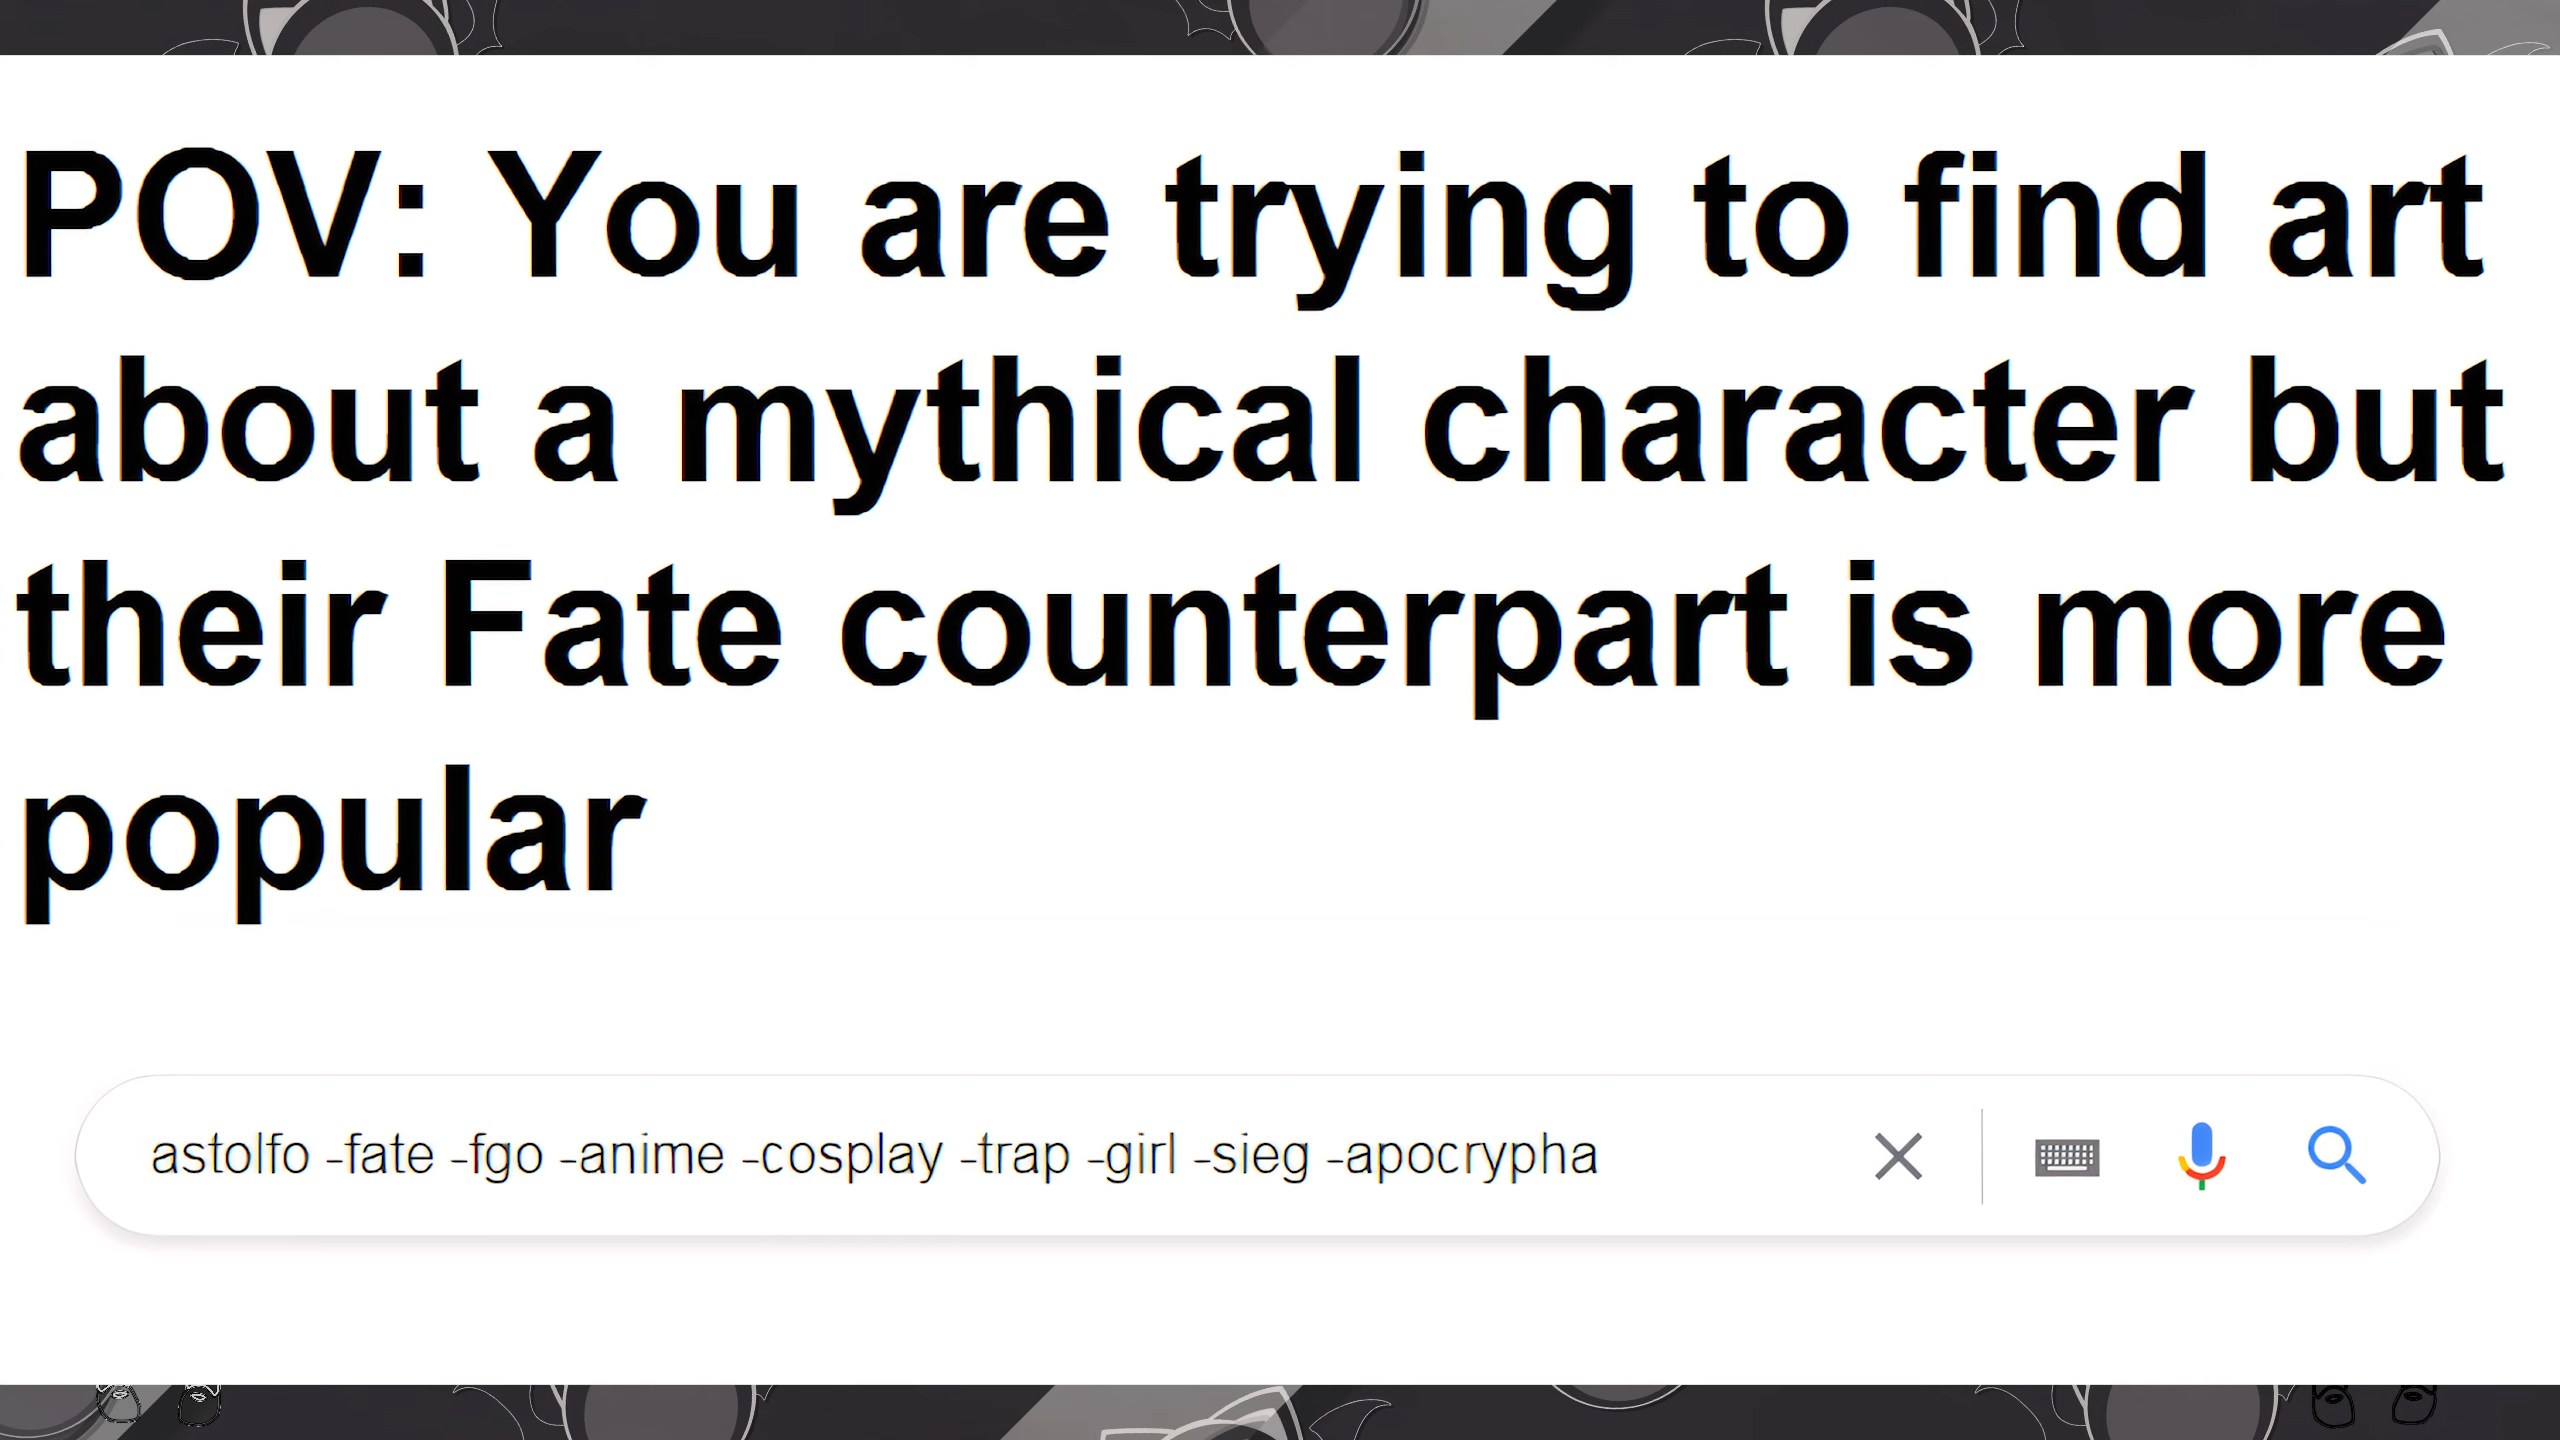 POV: You are trying to find art
about a mythical character but
their Fate counterpart is more
popular
astolfo -fate -fgo -anime -cosplay -trap -girl -sieg -apocrypha